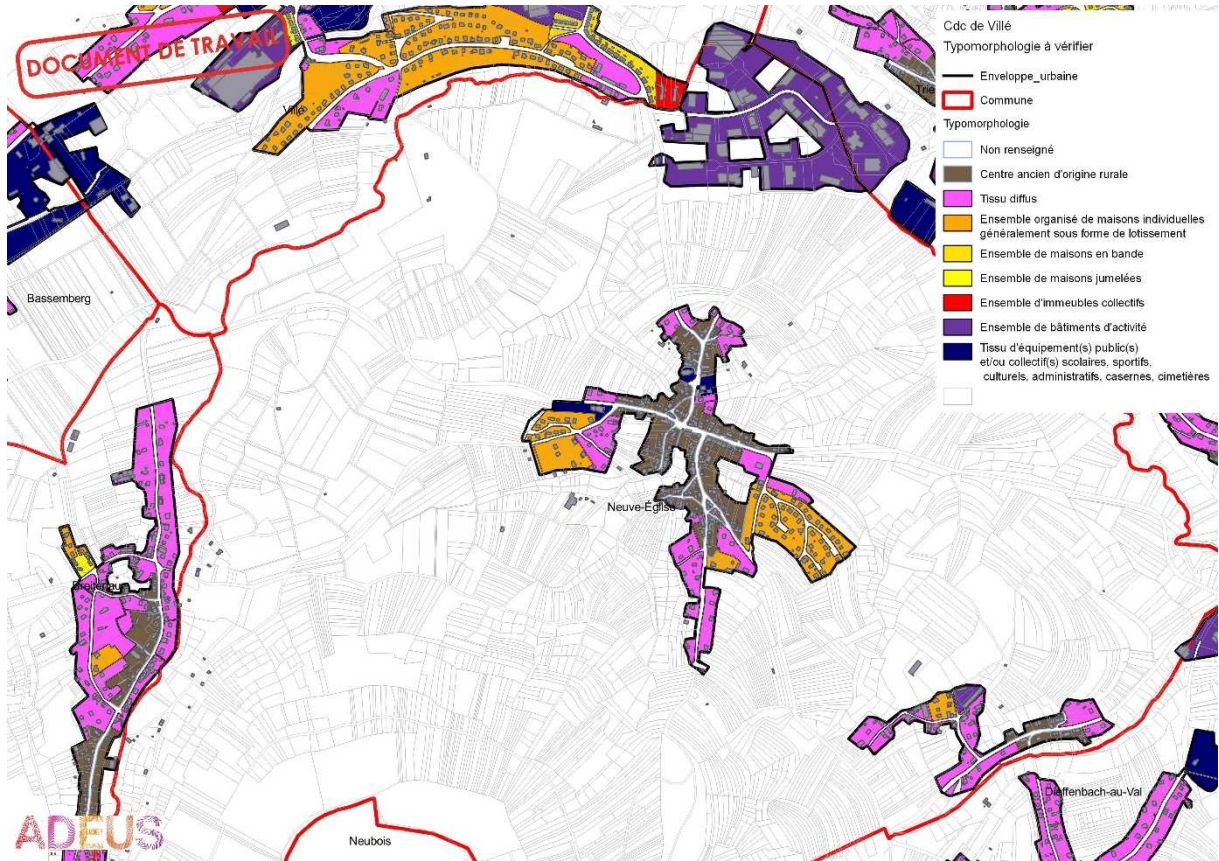 DOCUMENT DE TRAVAIL
Villé
Bassemberg
Neuve-Église
Dieffenbach-au-Val
Neubois
ADEUS
Cdc de Villé
Typomorphologie à vérifier
Enveloppe_urbaine
Commune
Typomorphologie
Non renseigné
Centre ancien d'origine rurale
Tissu diffus
Ensemble organisé de maisons individuelles
généralement sous forme de lotissement
Ensemble de maisons en bande
Ensemble de maisons jumelées
Ensemble d'immeubles collectifs
Ensemble de bâtiments d'activité
Tissu d'équipement(s) public(s)
et/ou collectif(s) scolaires, sportifs,
culturels, administratifs, casernes, cimetières